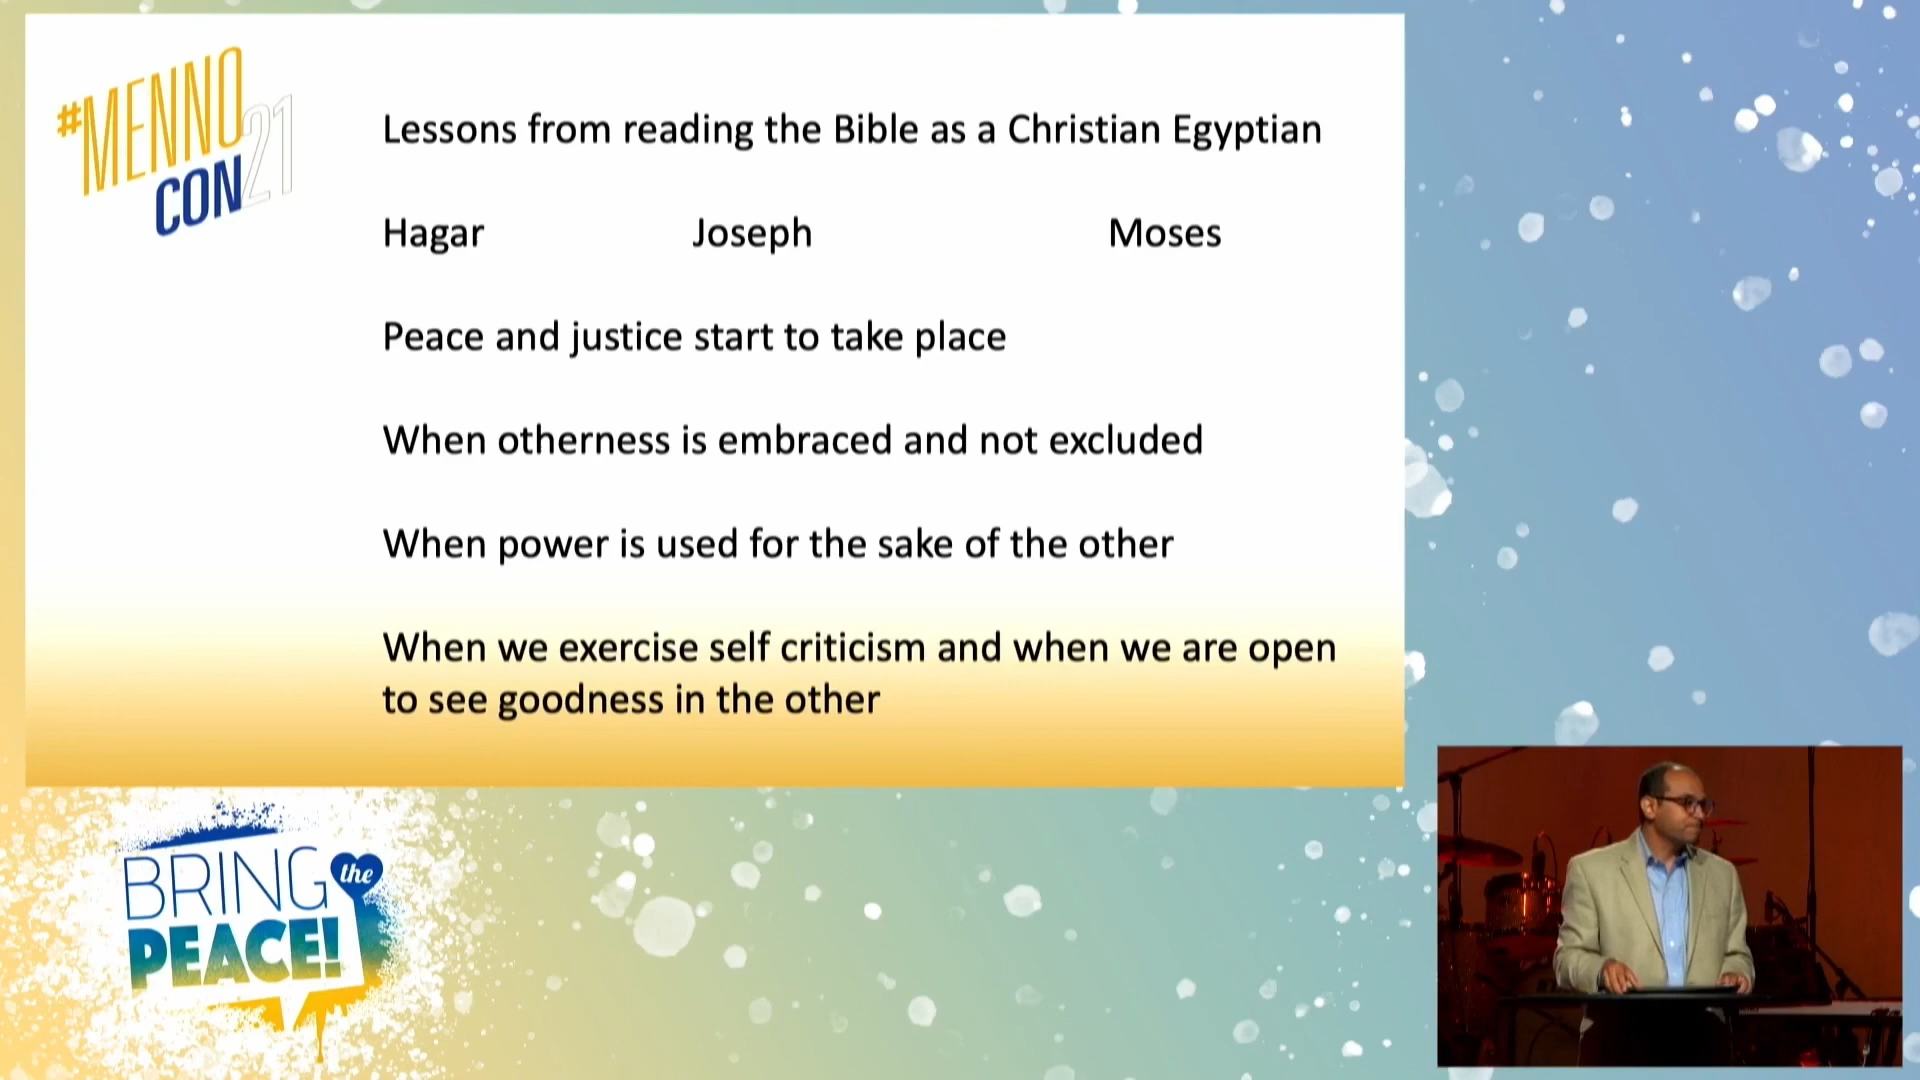 #MENNO
CON21
Lessons from reading the Bible as a Christian Egyptian
Hagar Joseph Moses
Peace and justice start to take place
When otherness is embraced and not excluded
When power is used for the sake of the other
When we exercise self criticism and when we are open
to see goodness in the other
BRING the
PEACE!